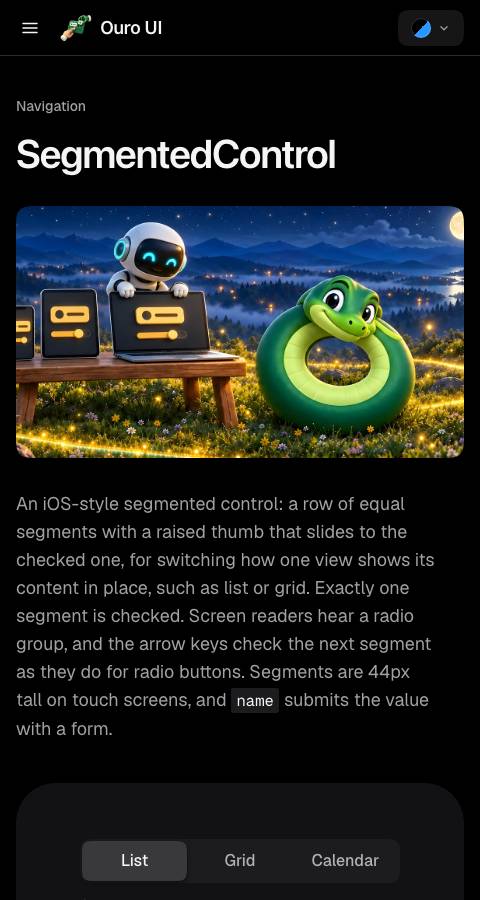 Ouro UI
Navigation
SegmentedControl
An iOS-style segmented control: a row of equal
segments with a raised thumb that slides to the
checked one, for switching how one view shows its
content in place, such as list or grid. Exactly one
segment is checked. Screen readers hear a radio
group, and the arrow keys check the next segment
as they do for radio buttons. Segments are 44px
tall on touch screens, and name submits the value
with a form.
List Grid Calendar